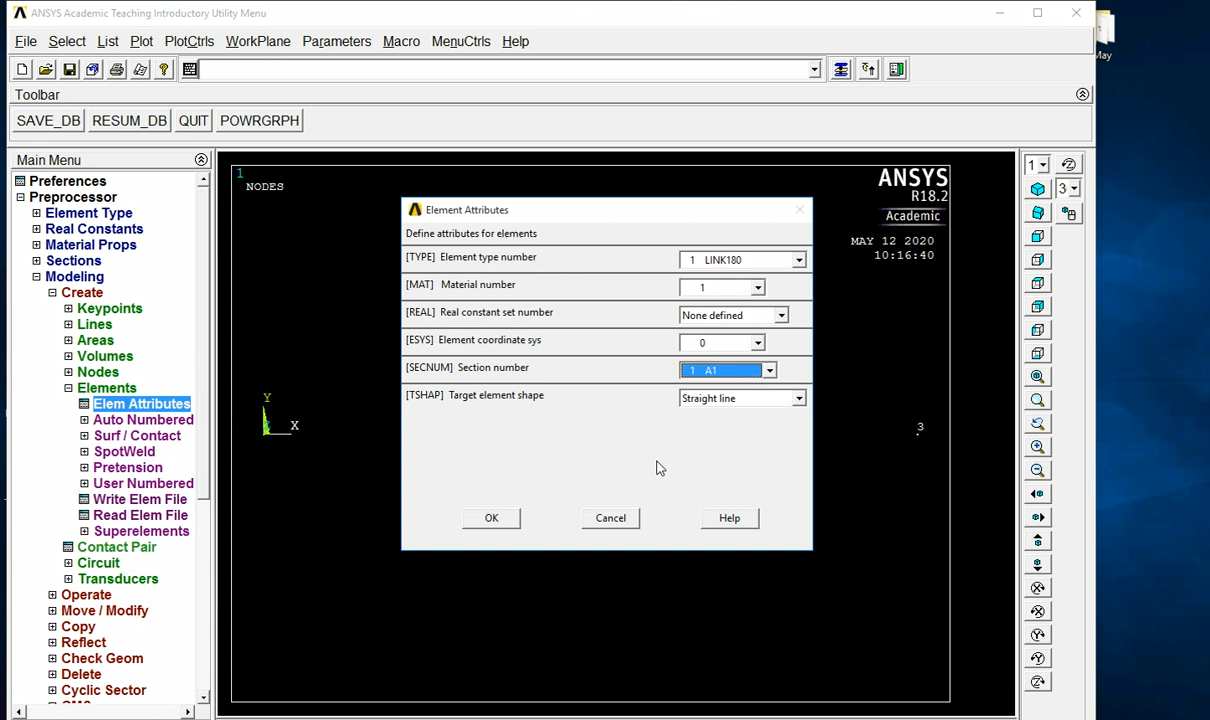 ANSYS Academic Teaching Introductory Utility Menu
File Select List Plot PlotCtrls WorkPlane Parameters Macro MenuCtrls Help
May
Toolbar
SAVE_DB RESUM_DB QUIT POWRGRPH
Main Menu
Preferences
Preprocessor
Element Type
Real Constants
Material Props
Sections
Modeling
Create
Keypoints
Lines
Areas
Volumes
Nodes
Elements
Elem Attributes
Auto Numbered
Surf / Contact
SpotWeld
Pretension
User Numbered
Write Elem File
Read Elem File
Superelements
Contact Pair
Circuit
Transducers
Operate
Move / Modify
Copy
Reflect
Check Geom
Delete
Cyclic Sector
1
NODES
ANSYS
R18.2
Academic
MAY 12 2020
10:16:40
Y
X
3
Element Attributes
Define attributes for elements
[TYPE] Element type number 1 LINK180
[MAT] Material number 1
[REAL] Real constant set number None defined
[ESYS] Element coordinate sys 0
[SECNUM] Section number 1 A1
[TSHAP] Target element shape Straight line
OK Cancel Help
1
3